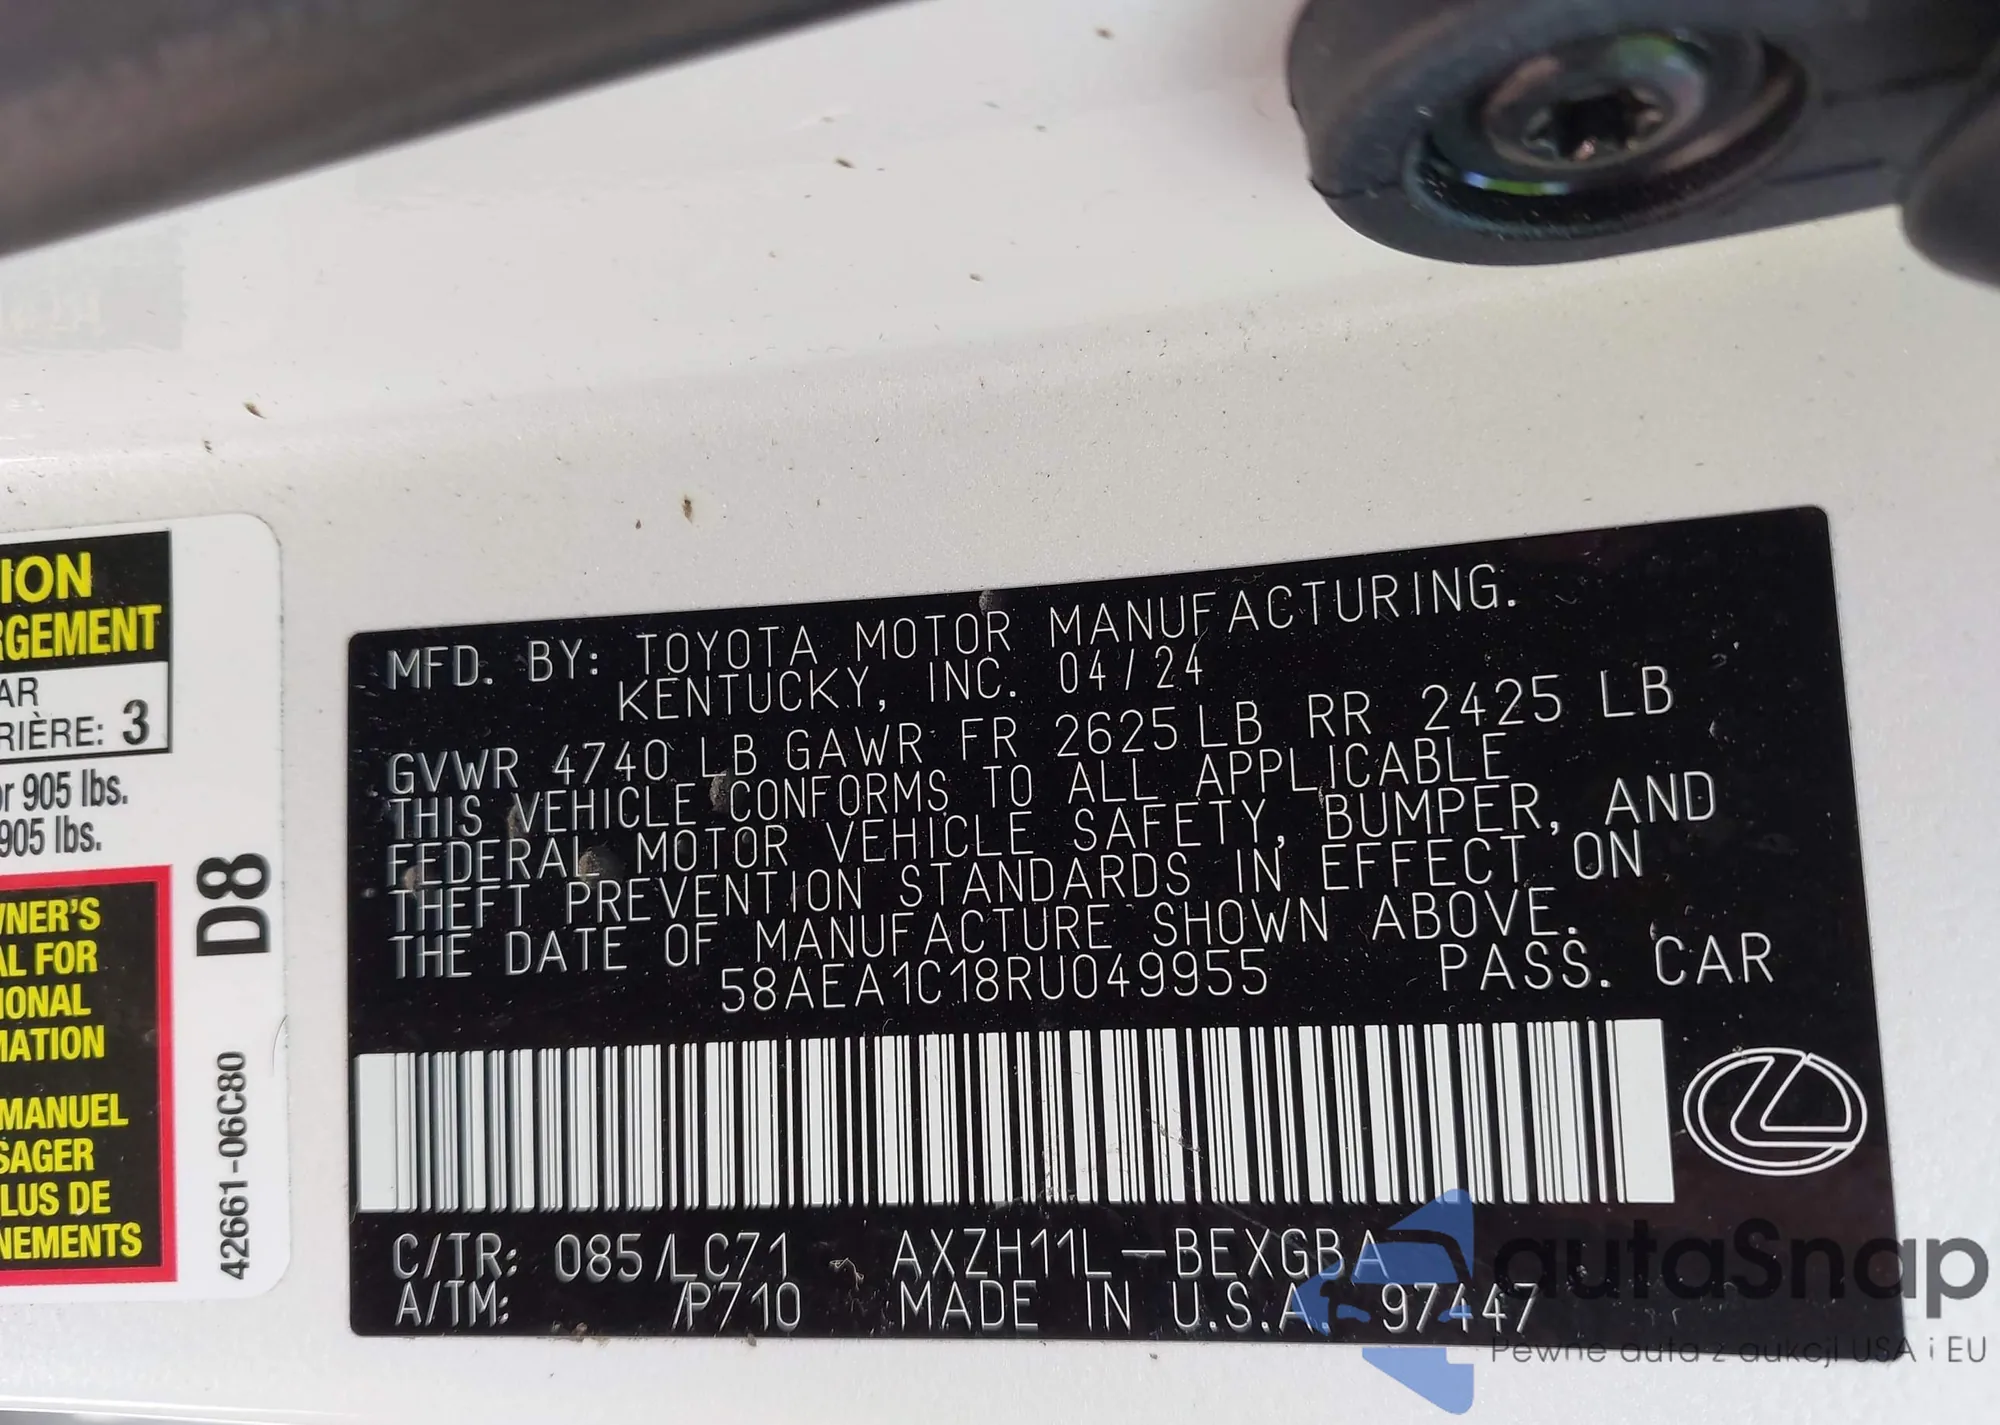 ION
RGEMENT
AR
RIÈRE: 3
or 905 lbs.
905 lbs.
WNER'S
AL FOR
IONAL
MATION
MANUEL
SAGER
LUS DE
NEMENTS
D8
42661-06C80
MFD. BY: TOYOTA MOTOR MANUFACTURING.
KENTUCKY, INC. 04/24
GVWR 4740 LB GAWR FR 2625 LB RR 2425 LB
THIS VEHICLE CONFORMS TO ALL APPLICABLE
FEDERAL MOTOR VEHICLE SAFETY, BUMPER, AND
THEFT PREVENTION STANDARDS IN EFFECT ON
THE DATE OF MANUFACTURE SHOWN ABOVE.
58AEA1C18RU049955 PASS. CAR
C/TR: 085/LC71 AXZH11L-BEXGBA
A/TM: /P710 MADE IN U.S.A. 97447
autaSnap
Pewne auta z aukcji USA i EU